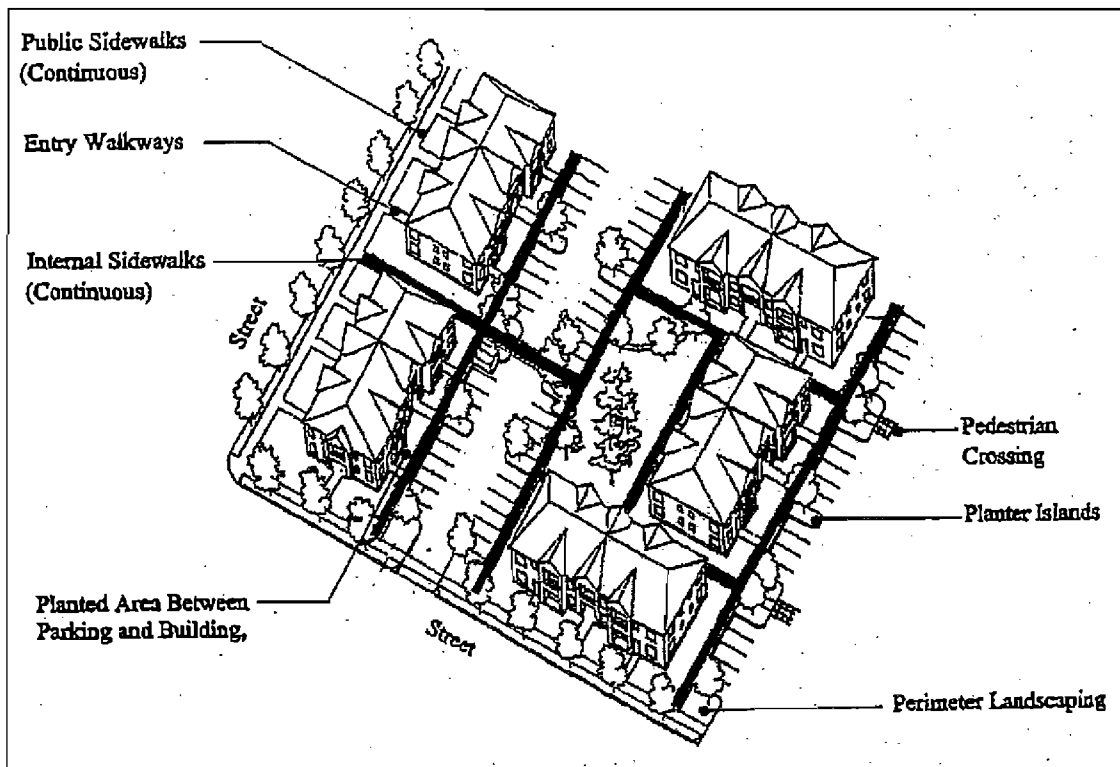 Public Sidewalks
(Continuous)
Entry Walkways
Internal Sidewalks
(Continuous)
Street
Pedestrian
Crossing
Planter Islands
Planted Area Between
Parking and Building,
Street
Perimeter Landscaping